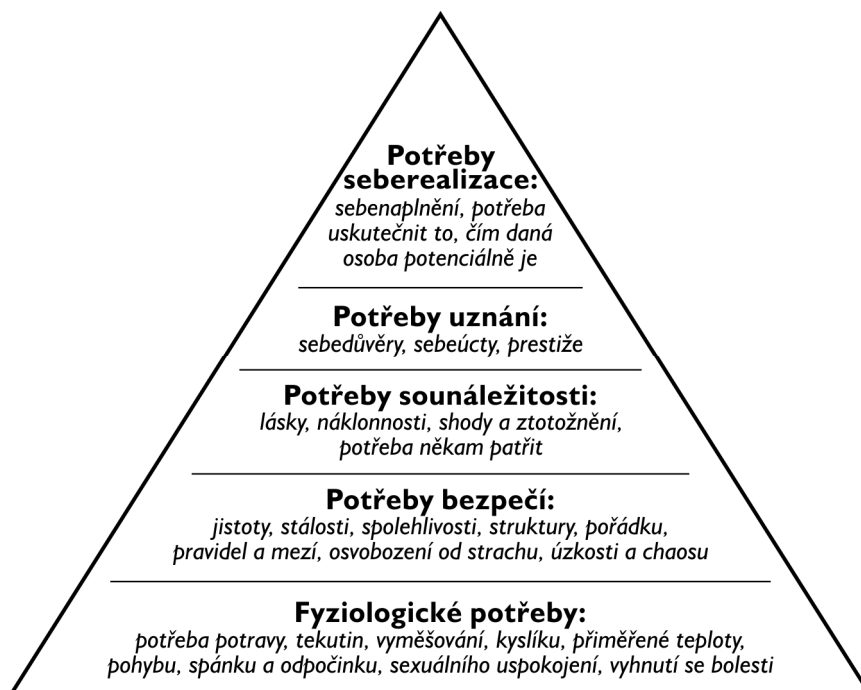 Potřeby
seberealizace:
sebenaplnění, potřeba
uskutečnit to, čím daná
osoba potenciálně je
Potřeby uznání:
sebedůvěry, sebeúcty, prestiže
Potřeby sounáležitosti:
lásky, náklonnosti, shody a ztotožnění,
potřeba někam patřit
Potřeby bezpečí:
jistoty, stálosti, spolehlivosti, struktury, pořádku,
pravidel a mezí, osvobození od strachu, úzkosti a chaosu
Fyziologické potřeby:
potřeba potravy, tekutin, vyměšování, kyslíku, přiměřené teploty,
pohybu, spánku a odpočinku, sexuálního uspokojení, vyhnutí se bolesti